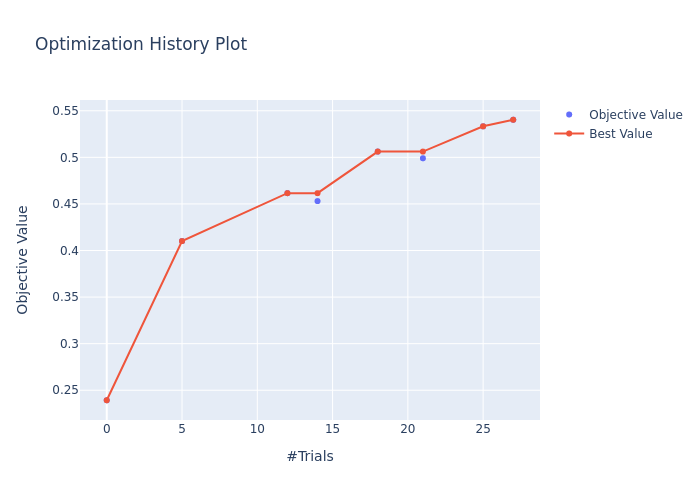 Optimization History Plot
Objective Value
Best Value
0.55
0.5
0.45
0.4
0.35
0.3
0.25
Objective Value
0 5 10 15 20 25
#Trials